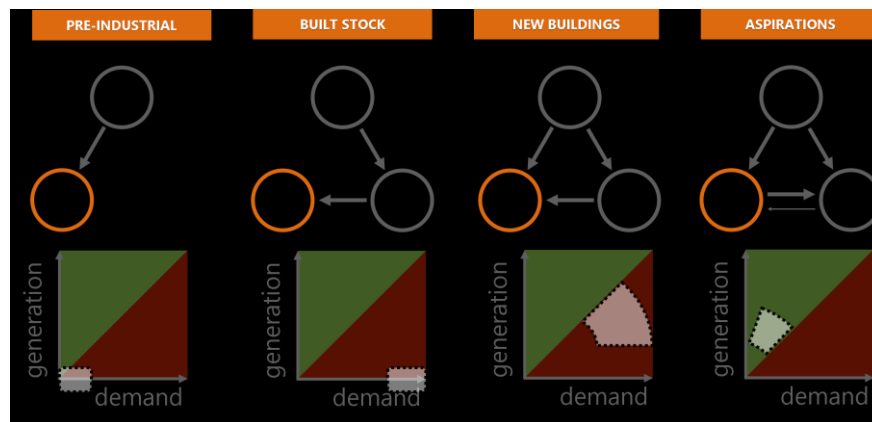 PRE-INDUSTRIAL
BUILT STOCK
NEW BUILDINGS
ASPIRATIONS
generation
demand
generation
demand
generation
demand
generation
demand